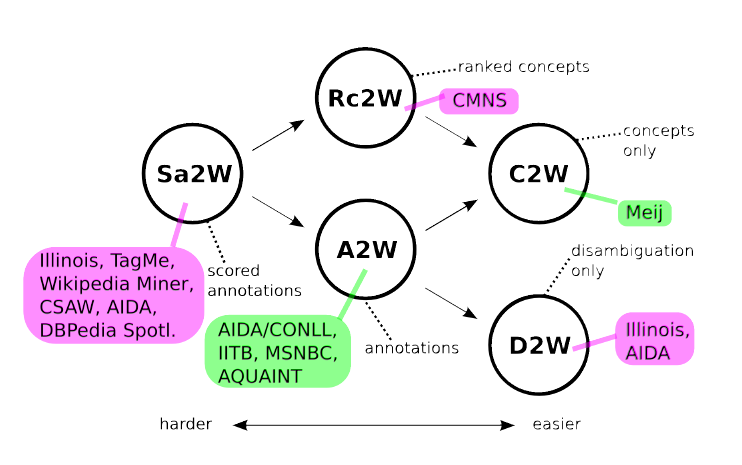 ranked concepts
Rc2W
CMNS
concepts
only
Sa2W
C2W
Meij
A2W
disambiguation
only
Illinois, TagMe,
Wikipedia Miner,
CSAW, AIDA,
DBPedia Spotl.
scored
annotations
AIDA/CONLL,
IITB, MSNBC,
AQUAINT
annotations
D2W
Illinois,
AIDA
harder
easier